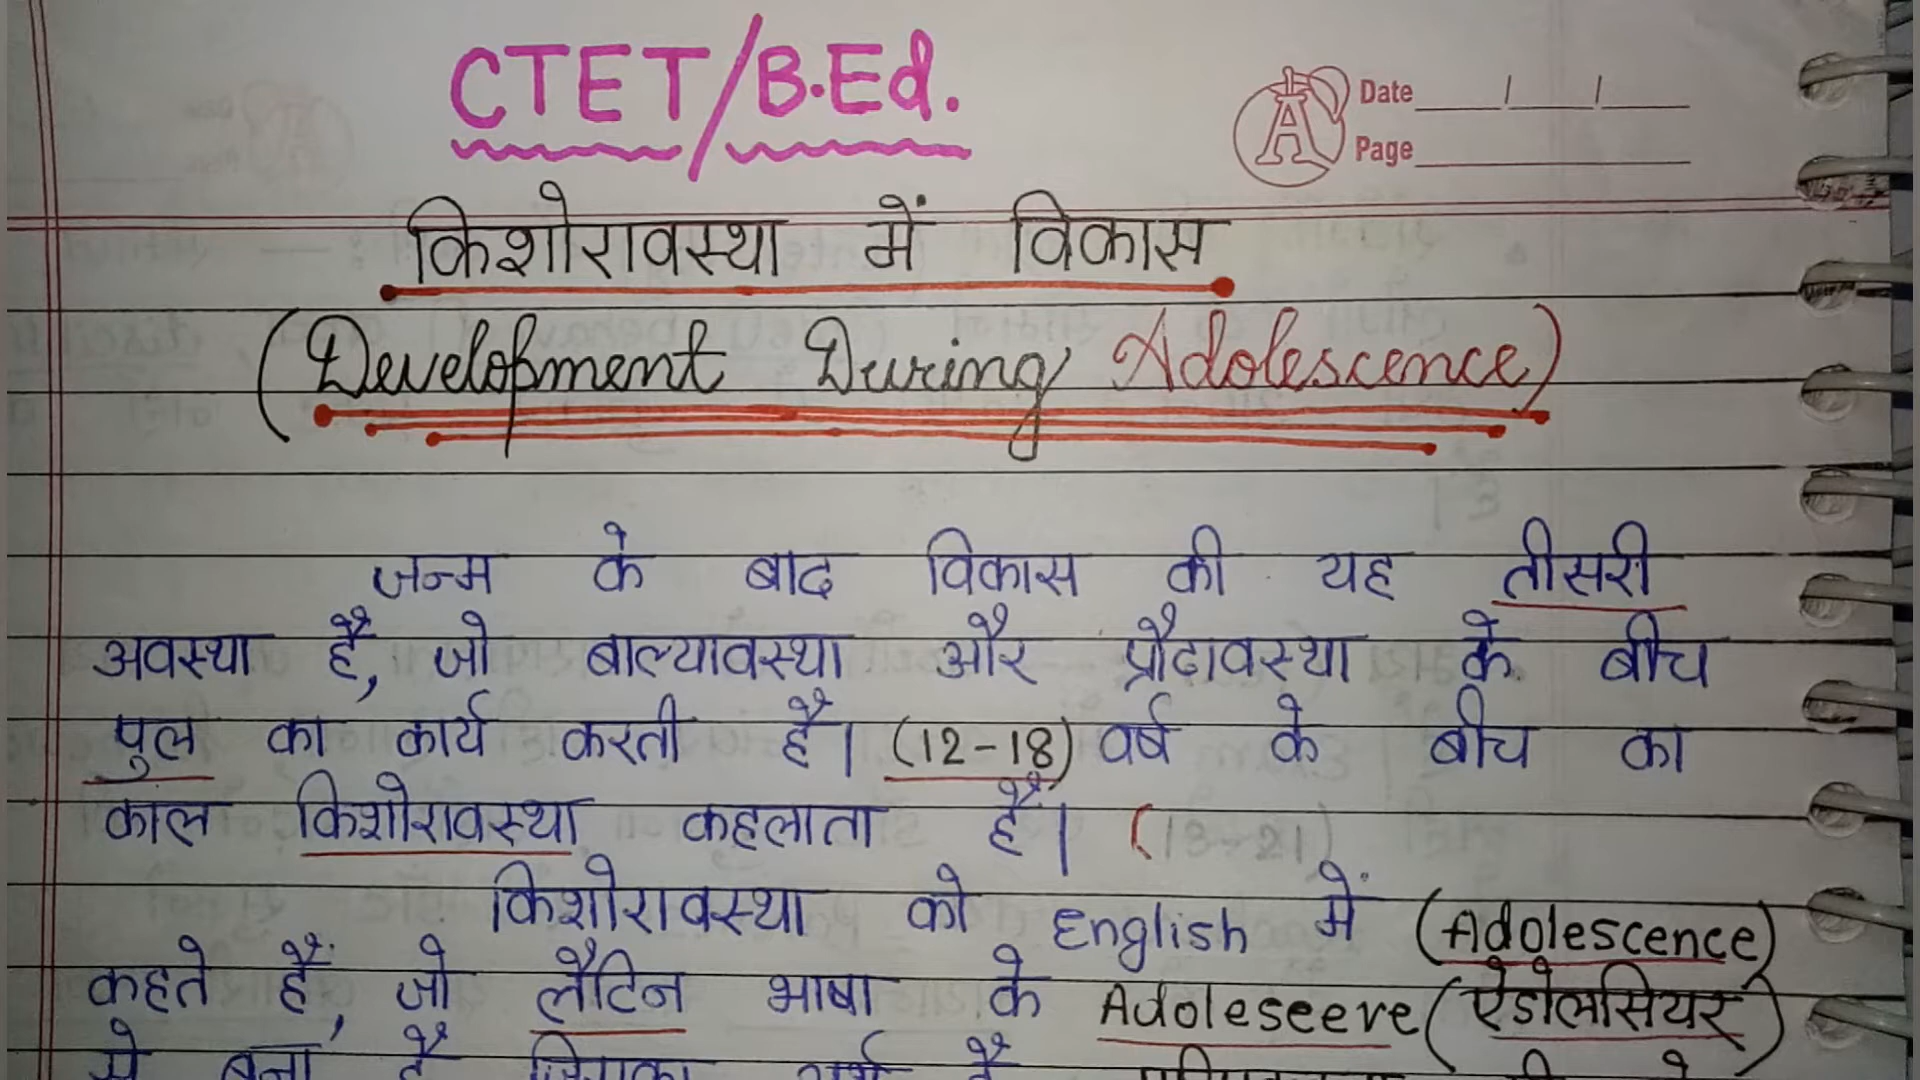 CTET/B.Ed.
Date
Page
किशोरावस्था में विकास
(Development During Adolescence)
जन्म के बाद विकास की यह तीसरी
अवस्था है, जो बाल्यावस्था और प्रौढावस्था के बीच
पुल का कार्य करती है। (12-18) वर्ष के बीच का
काल किशोरावस्था कहलाता है। (13-21)
किशोरावस्था को English में (Adolescence)
कहते हैं, जो लैटिन भाषा के Adoleseere (ऐडोलेसियर)
से बना है